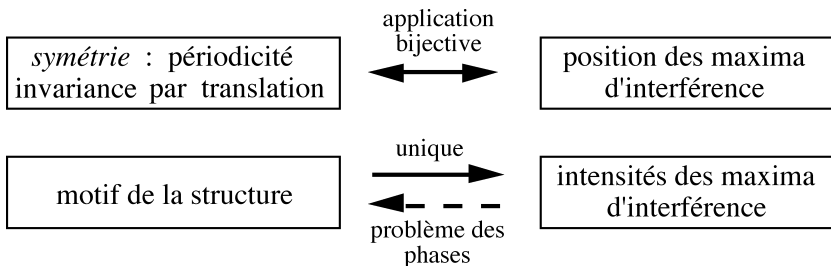 application
bijective
symétrie : périodicité
invariance par translation
position des maxima
d'interférence
unique
motif de la structure
intensités des maxima
d'interférence
problème des
phases